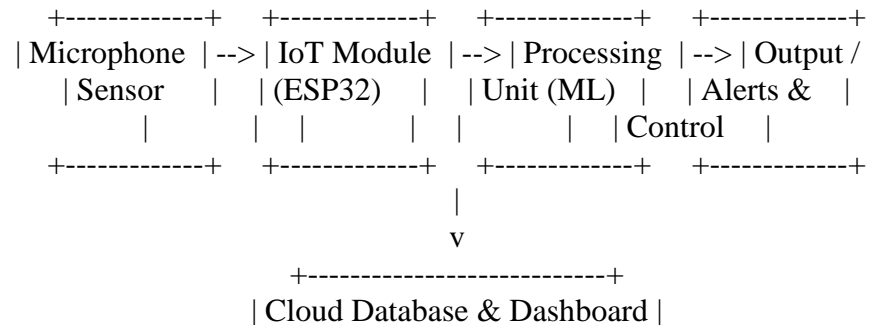 +-------------+ +-------------+ +-------------+ +-------------+
| Microphone | --> | IoT Module | --> | Processing | --> | Output /
| Sensor | | (ESP32) | | Unit (ML) | | Alerts & |
| | | | | | | Control |
+-------------+ +-------------+ +-------------+ +-------------+
|
v
+---------------------------+
| Cloud Database & Dashboard |